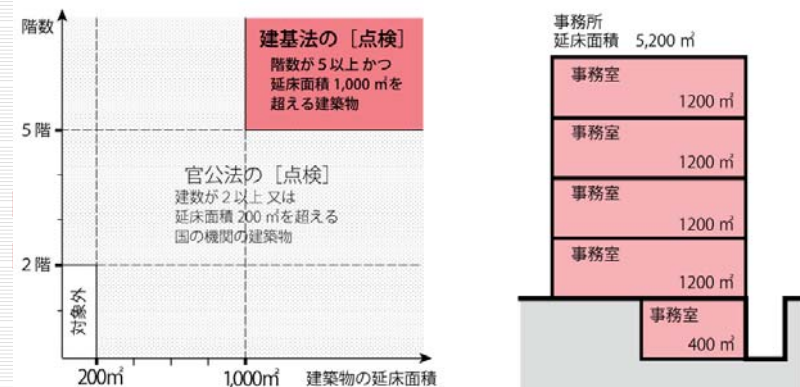 階数
建基法の［点検］
階数が５以上 かつ
延床面積 1,000 ㎡を
超える建築物
5 階
官公法の［点検］
建数が２以上 又は
延床面積 200 ㎡を超える
国の機関の建築物
2 階
対象外
200㎡
1,000㎡
建築物の延床面積
事務所
延床面積 5,200 ㎡
事務室
1200 ㎡
事務室
1200 ㎡
事務室
1200 ㎡
事務室
1200 ㎡
事務室
400 ㎡